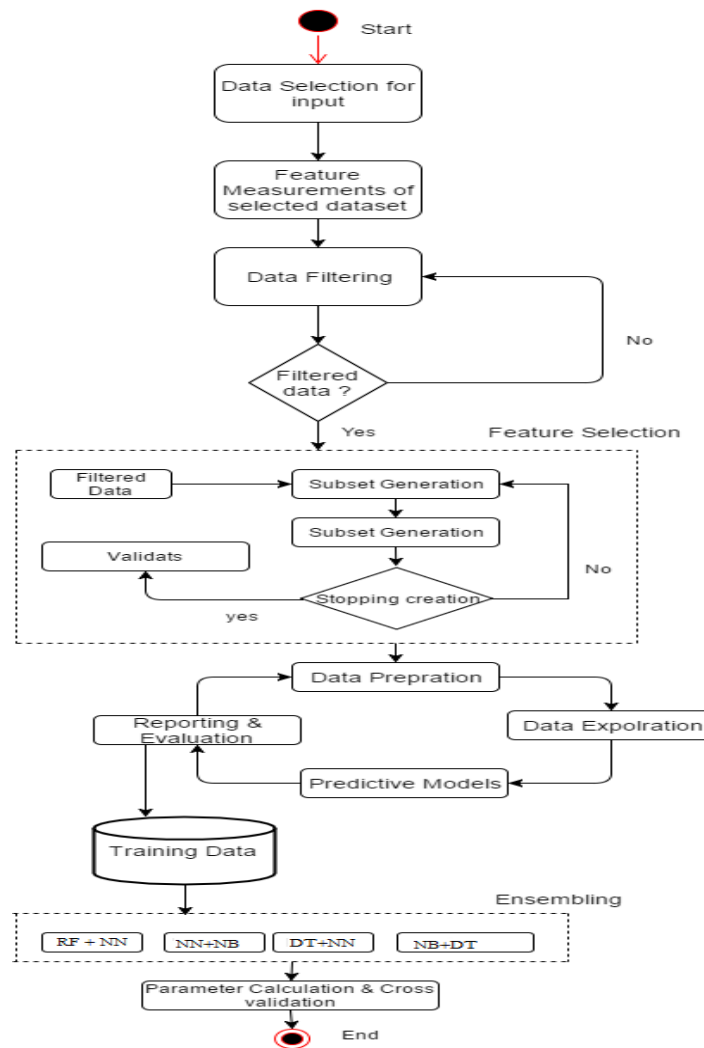 Start
Data Selection for
input
Feature
Measurements of
selected dataset
Data Filtering
No
Filtered
data ?
Yes
Feature Selection
Filtered
Data
Subset Generation
Subset Generation
Validats
No
Stopping creation
yes
Data Prepration
Reporting &
Evaluation
Data Expolration
Predictive Models
Training Data
Ensembling
RF + NN
NN+NB
DT+NN
NB+DT
Parameter Calculation & Cross
validation
End